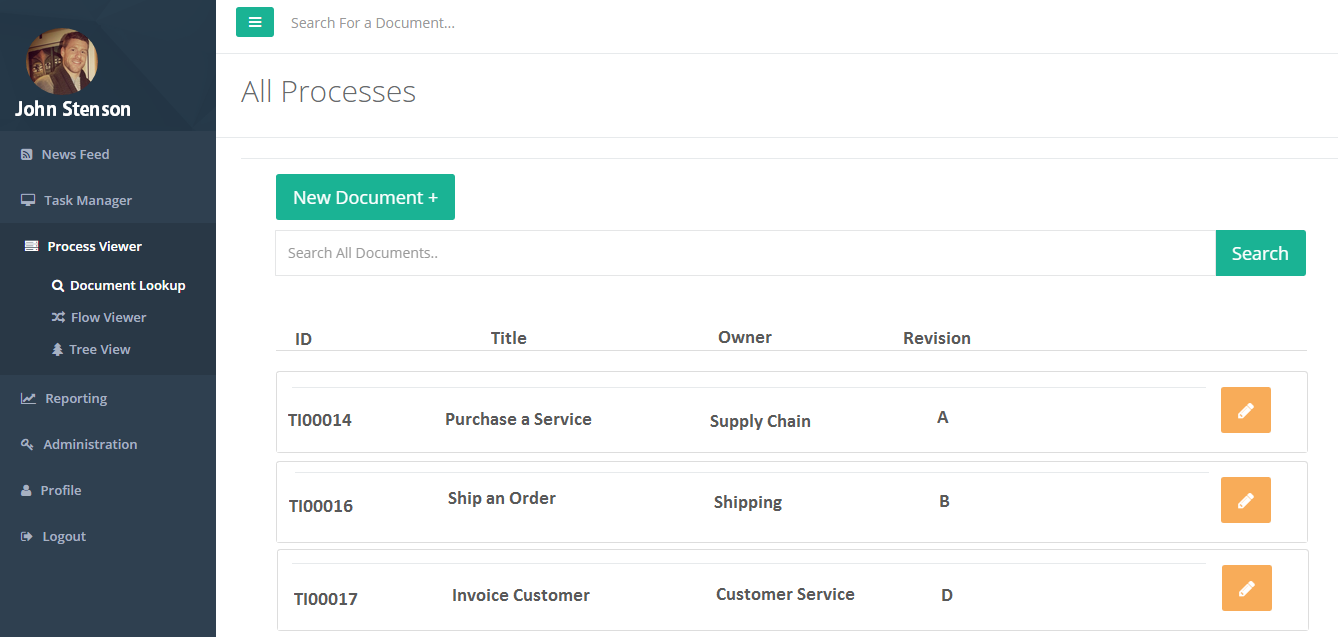 Search For a Document...
John Stenson
News Feed
Task Manager
Process Viewer
Document Lookup
Flow Viewer
Tree View
Reporting
Administration
Profile
Logout
All Processes
New Document +
Search All Documents..
Search
ID Title Owner Revision
TI00014 Purchase a Service Supply Chain A
TI00016 Ship an Order Shipping B
TI00017 Invoice Customer Customer Service D